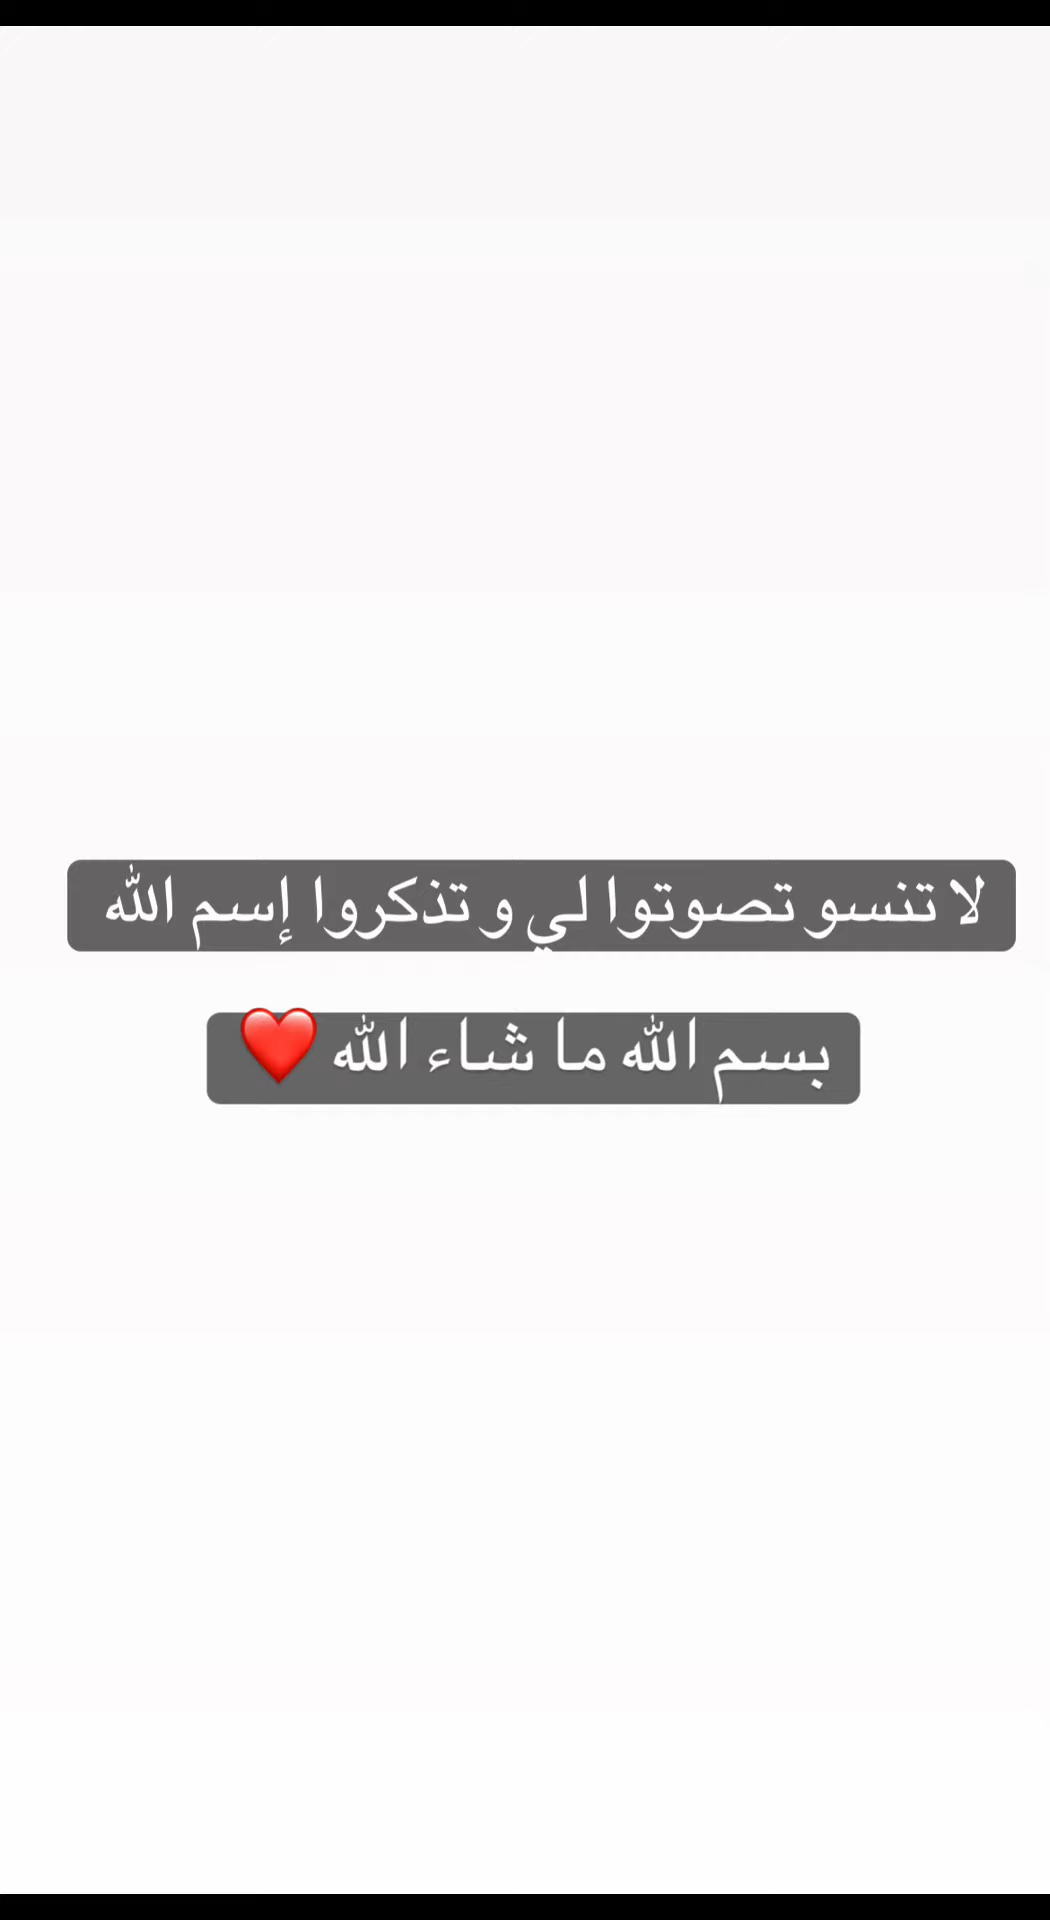 لا تنسو تصوتوا لي و تذكروا إسم الله
بسم الله ما شاء الله ❤️